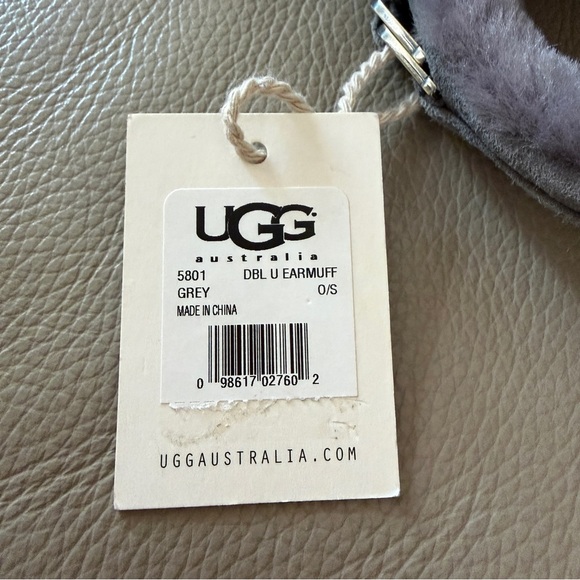 UGG
australia
5801 DBL U EARMUFF
GREY O/S
MADE IN CHINA
0 98617 02760 2
UGGAUSTRALIA.COM